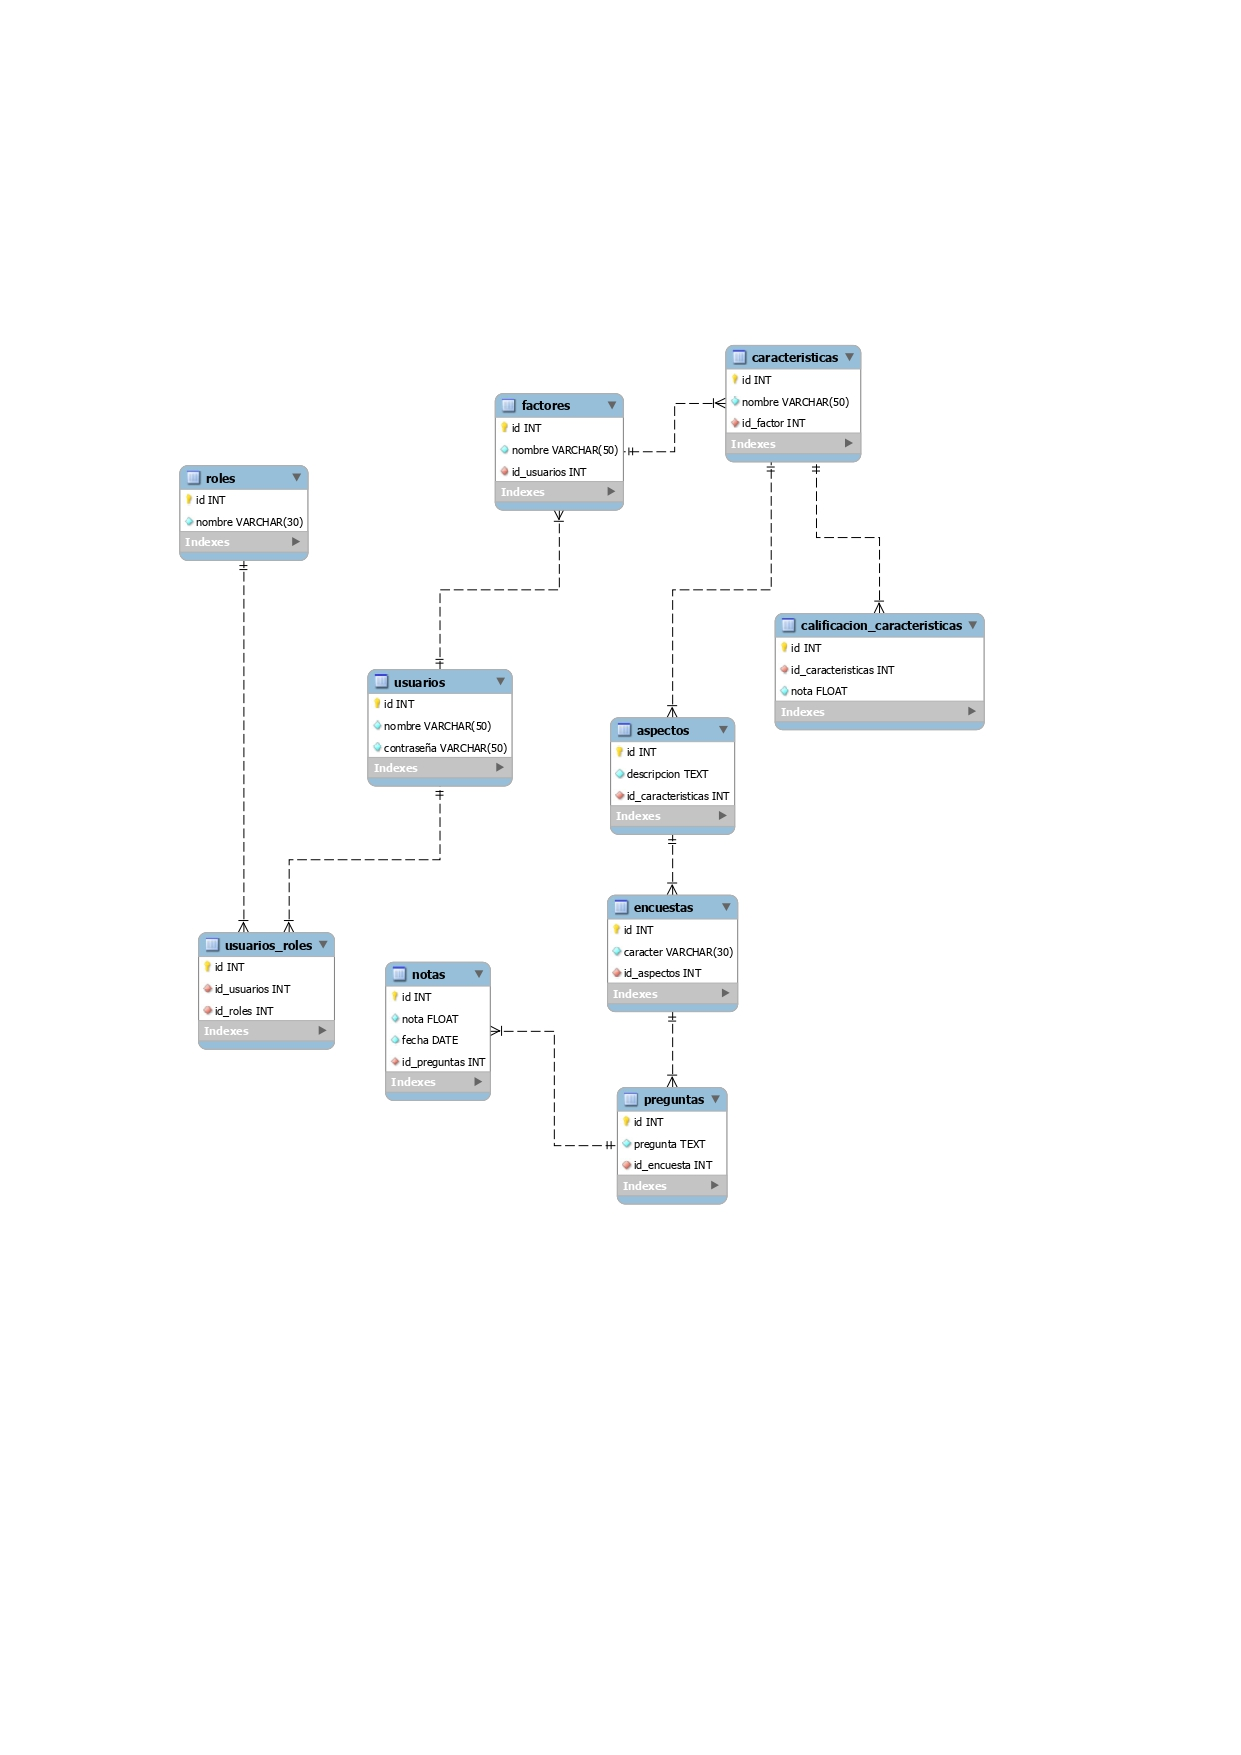 caracteristicas
id INT
nombre VARCHAR(50)
id_factor INT
Indexes
factores
id INT
nombre VARCHAR(50)
id_usuarios INT
Indexes
roles
id INT
nombre VARCHAR(30)
Indexes
calificacion_caracteristicas
id INT
id_caracteristicas INT
nota FLOAT
Indexes
usuarios
id INT
nombre VARCHAR(50)
contraseña VARCHAR(50)
Indexes
aspectos
id INT
descripcion TEXT
id_caracteristicas INT
Indexes
encuestas
id INT
caracter VARCHAR(30)
id_aspectos INT
Indexes
usuarios_roles
id INT
id_usuarios INT
id_roles INT
Indexes
notas
id INT
nota FLOAT
fecha DATE
id_preguntas INT
Indexes
preguntas
id INT
pregunta TEXT
id_encuesta INT
Indexes